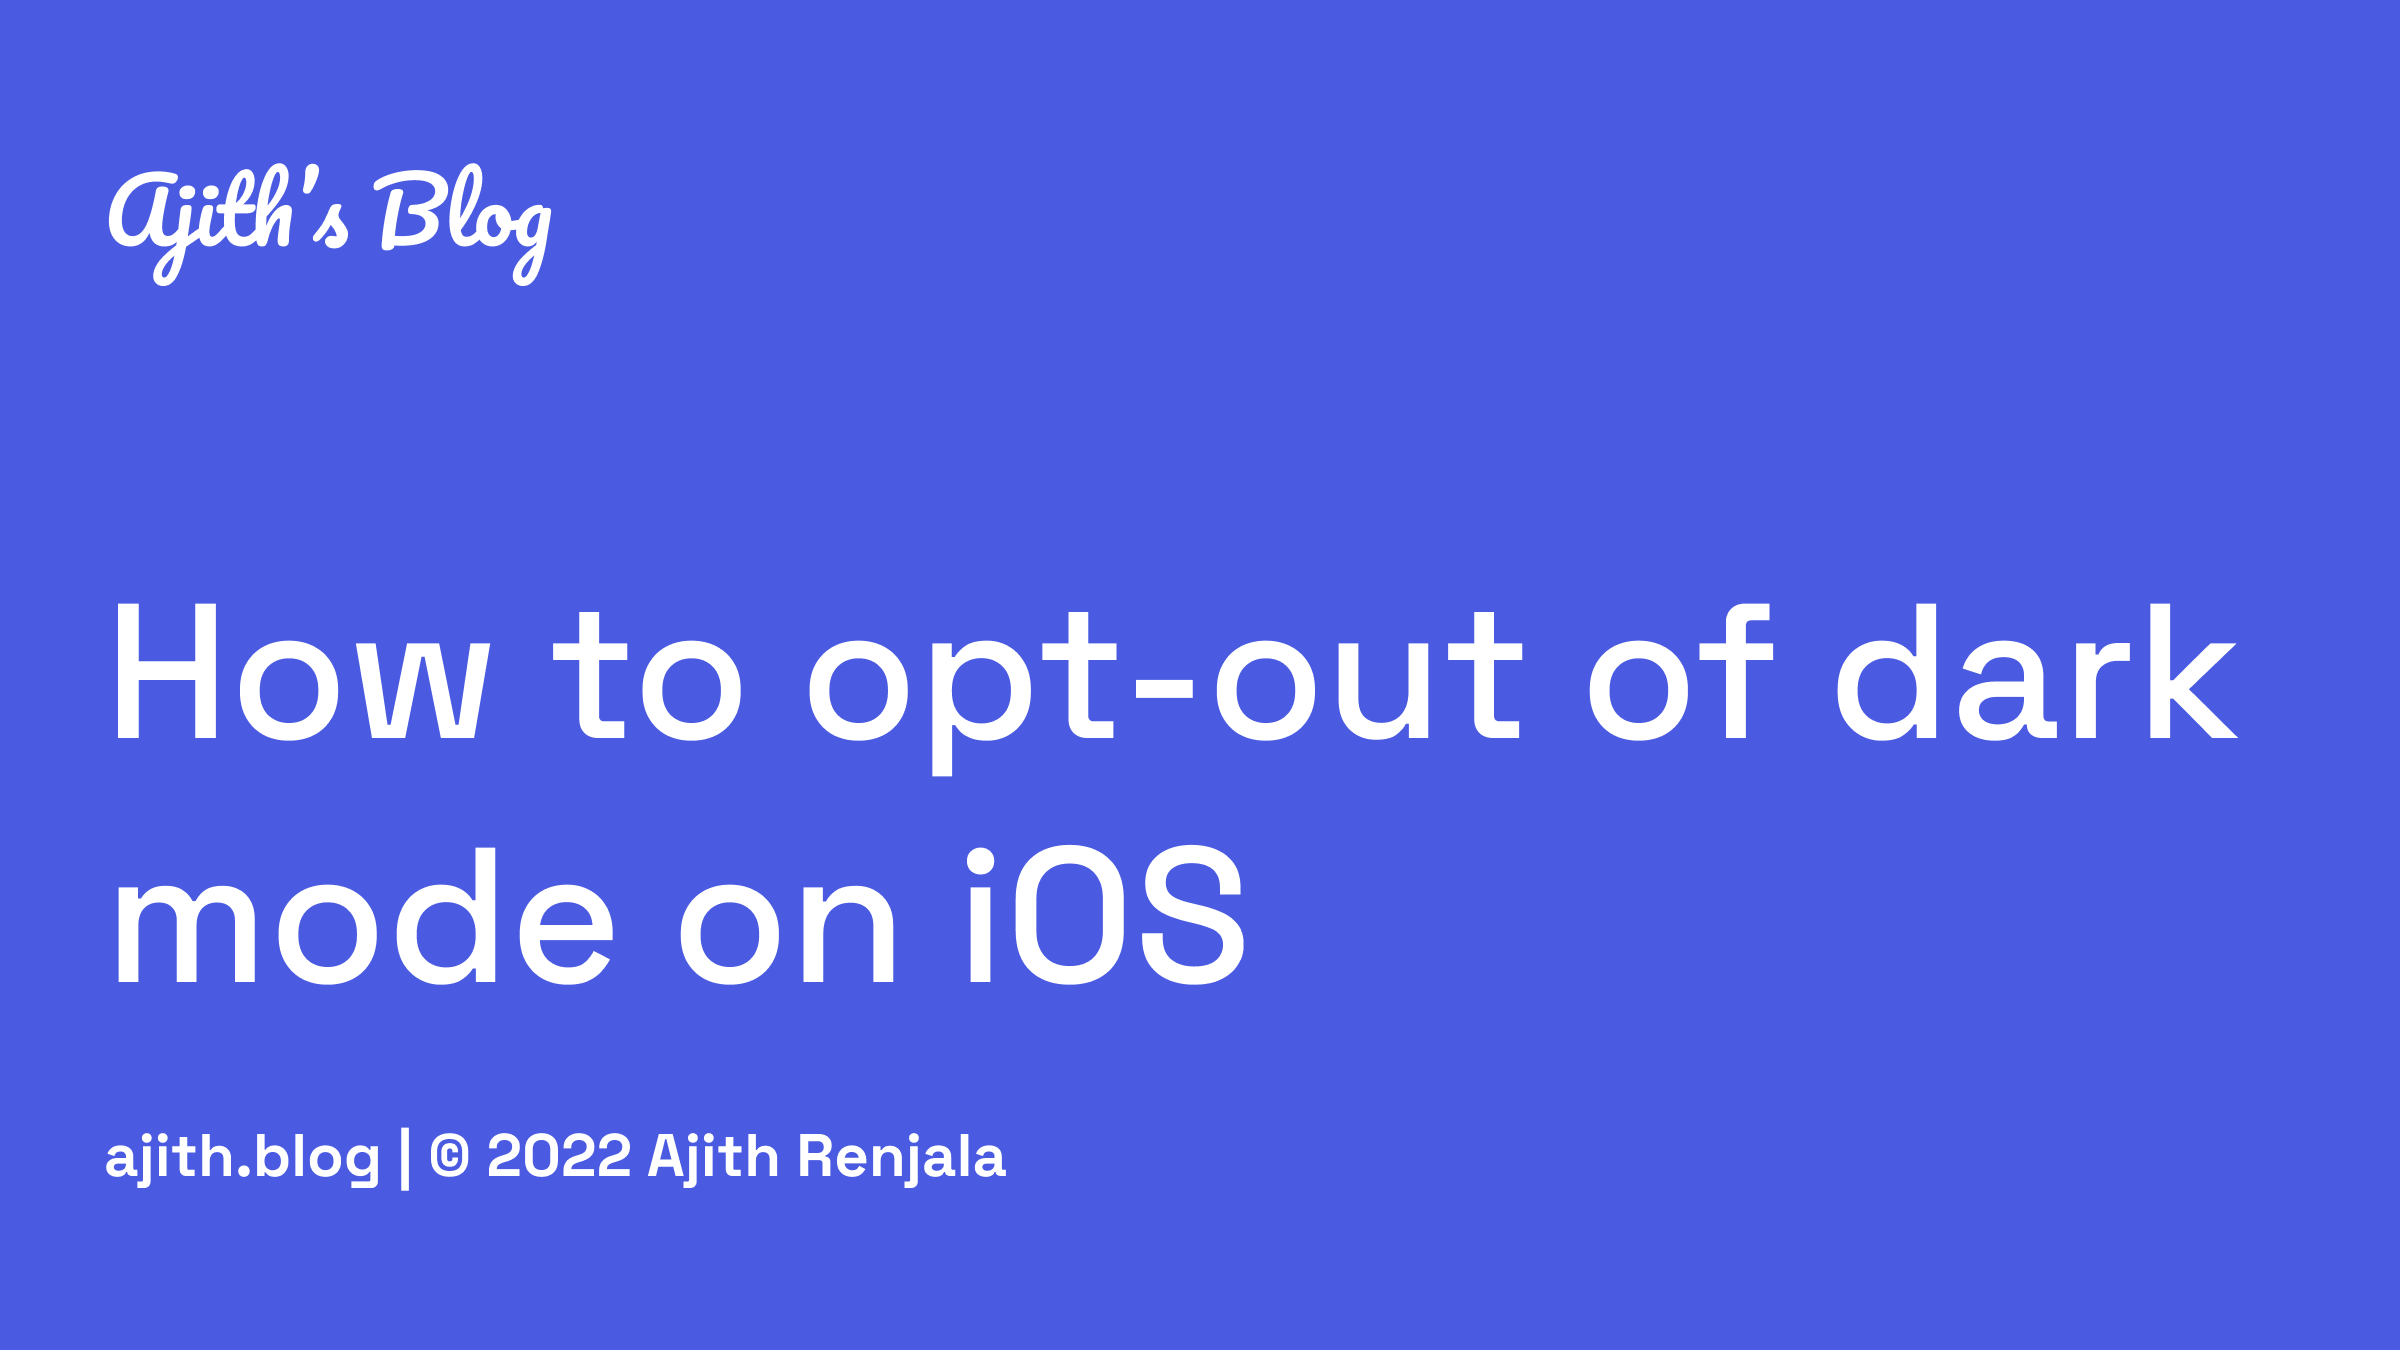 Ajith's Blog
How to opt-out of dark
mode on iOS
ajith.blog | © 2022 Ajith Renjala